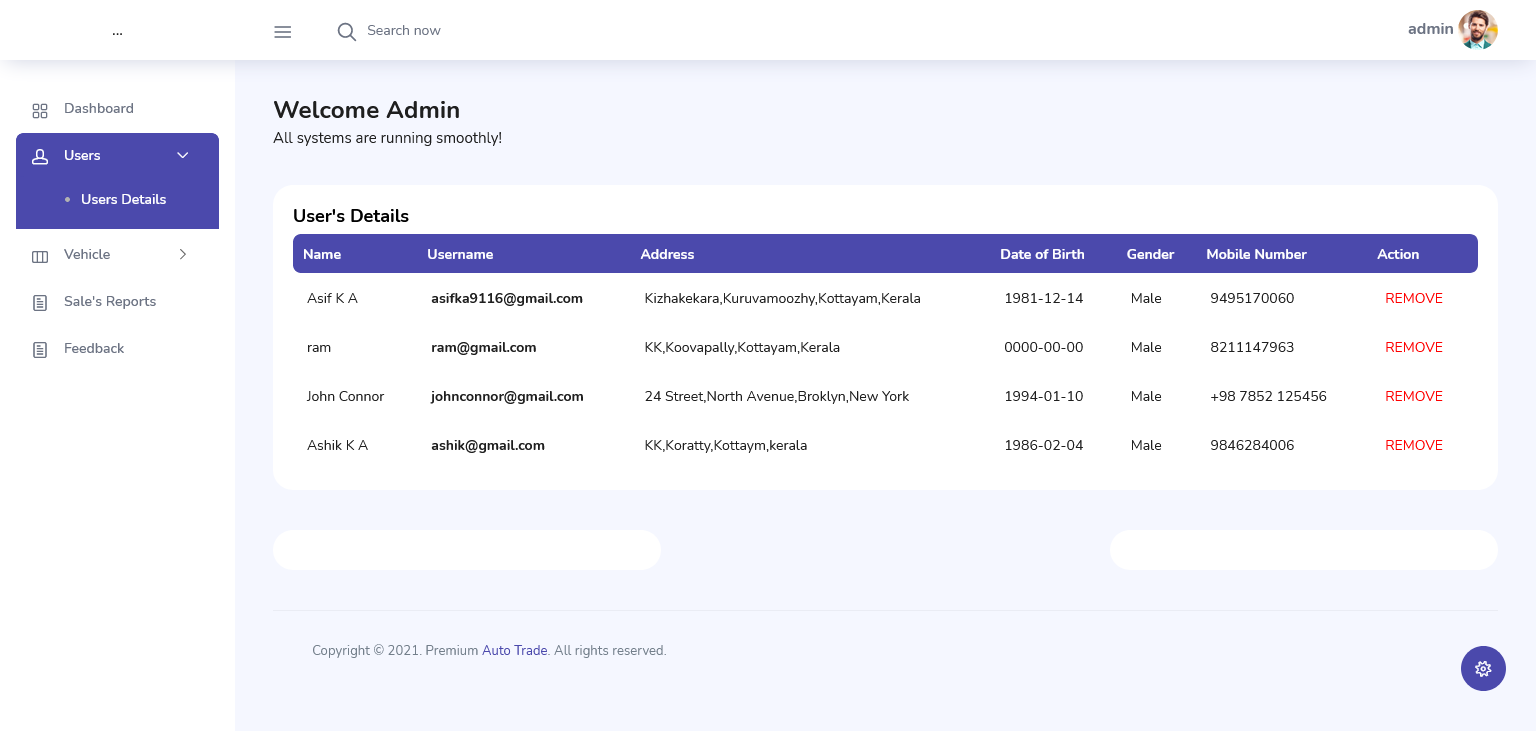 ...
Search now
admin
Dashboard
Users
Users Details
Vehicle
Sale's Reports
Feedback
Welcome Admin
All systems are running smoothly!
User's Details
Name Username Address Date of Birth Gender Mobile Number Action
Asif K A asifka9116@gmail.com Kizhakekara,Kuruvamoozhy,Kottayam,Kerala 1981-12-14 Male 9495170060 REMOVE
ram ram@gmail.com KK,Koovapally,Kottayam,Kerala 0000-00-00 Male 8211147963 REMOVE
John Connor johnconnor@gmail.com 24 Street,North Avenue,Broklyn,New York 1994-01-10 Male +98 7852 125456 REMOVE
Ashik K A ashik@gmail.com KK,Koratty,Kottaym,kerala 1986-02-04 Male 9846284006 REMOVE
Copyright © 2021. Premium Auto Trade. All rights reserved.